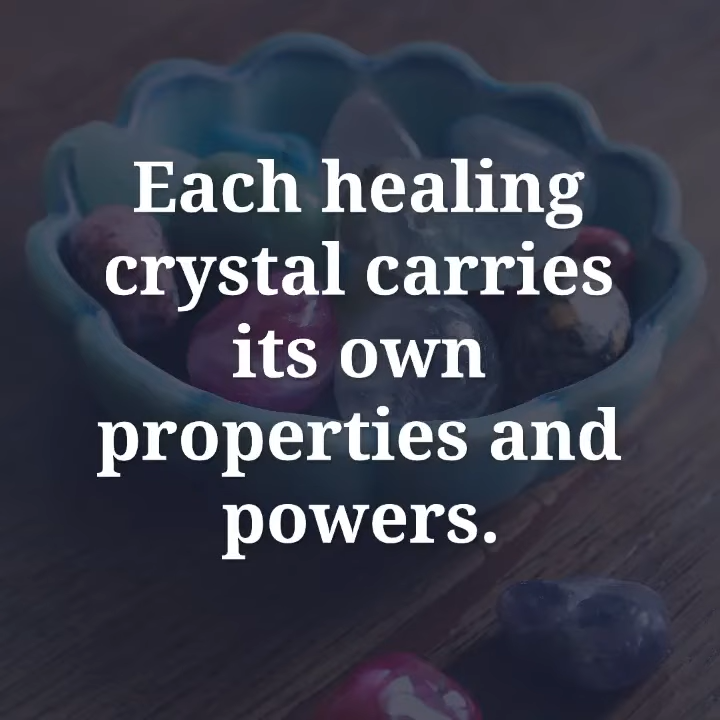 Each healing
crystal carries
its own
properties and
powers.